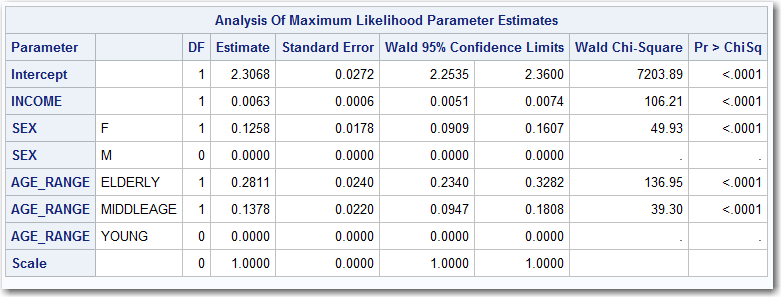 Analysis Of Maximum Likelihood Parameter Estimates
Parameter DF Estimate Standard Error Wald 95% Confidence Limits Wald Chi-Square Pr > ChiSq
Intercept 1 2.3068 0.0272 2.2535 2.3600 7203.89 <.0001
INCOME 1 0.0063 0.0006 0.0051 0.0074 106.21 <.0001
SEX F 1 0.1258 0.0178 0.0909 0.1607 49.93 <.0001
SEX M 0 0.0000 0.0000 0.0000 0.0000 . .
AGE_RANGE ELDERLY 1 0.2811 0.0240 0.2340 0.3282 136.95 <.0001
AGE_RANGE MIDDLEAGE 1 0.1378 0.0220 0.0947 0.1808 39.30 <.0001
AGE_RANGE YOUNG 0 0.0000 0.0000 0.0000 0.0000 . .
Scale 0 1.0000 0.0000 1.0000 1.0000